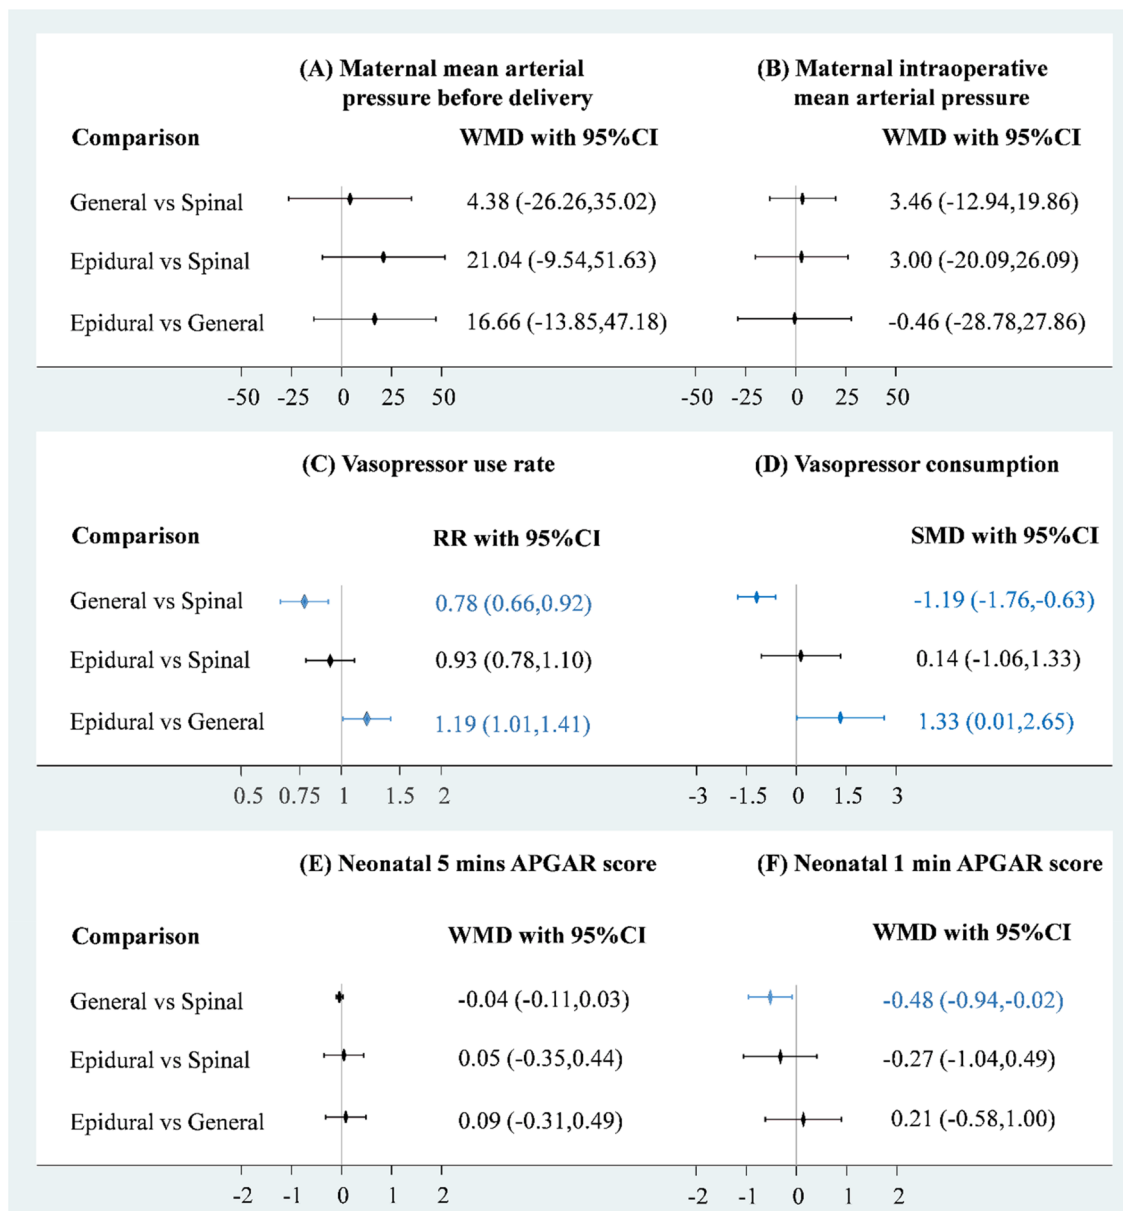 (A) Maternal mean arterial
pressure before delivery
(B) Maternal intraoperative
mean arterial pressure
Comparison WMD with 95%CI WMD with 95%CI
General vs Spinal 4.38 (-26.26,35.02) 3.46 (-12.94,19.86)
Epidural vs Spinal 21.04 (-9.54,51.63) 3.00 (-20.09,26.09)
Epidural vs General 16.66 (-13.85,47.18) -0.46 (-28.78,27.86)
-50 -25 0 25 50 -50 -25 0 25 50
(C) Vasopressor use rate (D) Vasopressor consumption
Comparison RR with 95%CI SMD with 95%CI
General vs Spinal 0.78 (0.66,0.92) -1.19 (-1.76,-0.63)
Epidural vs Spinal 0.93 (0.78,1.10) 0.14 (-1.06,1.33)
Epidural vs General 1.19 (1.01,1.41) 1.33 (0.01,2.65)
0.5 0.75 1 1.5 2 -3 -1.5 0 1.5 3
(E) Neonatal 5 mins APGAR score (F) Neonatal 1 min APGAR score
Comparison WMD with 95%CI WMD with 95%CI
General vs Spinal -0.04 (-0.11,0.03) -0.48 (-0.94,-0.02)
Epidural vs Spinal 0.05 (-0.35,0.44) -0.27 (-1.04,0.49)
Epidural vs General 0.09 (-0.31,0.49) 0.21 (-0.58,1.00)
-2 -1 0 1 2 -2 -1 0 1 2